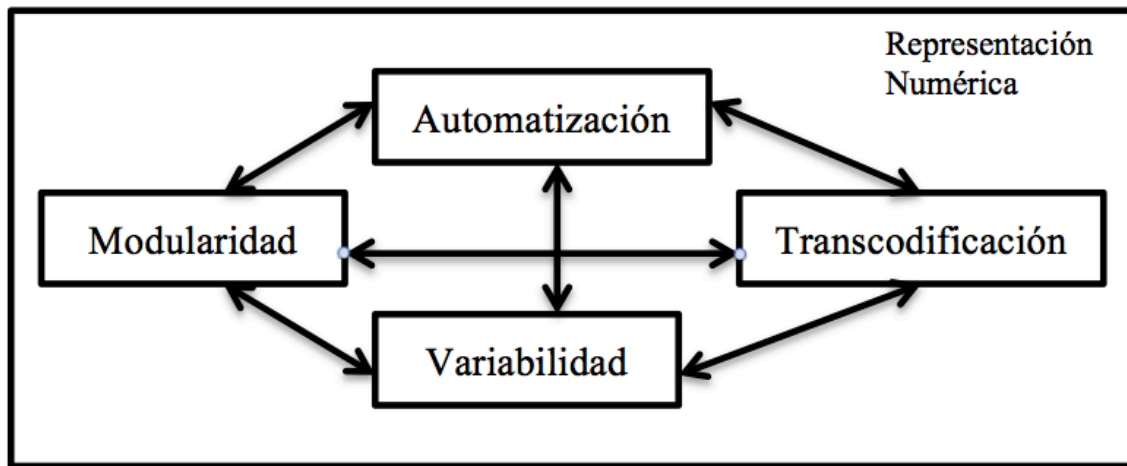 Representación
Numérica
Automatización
Modularidad
Transcodificación
Variabilidad